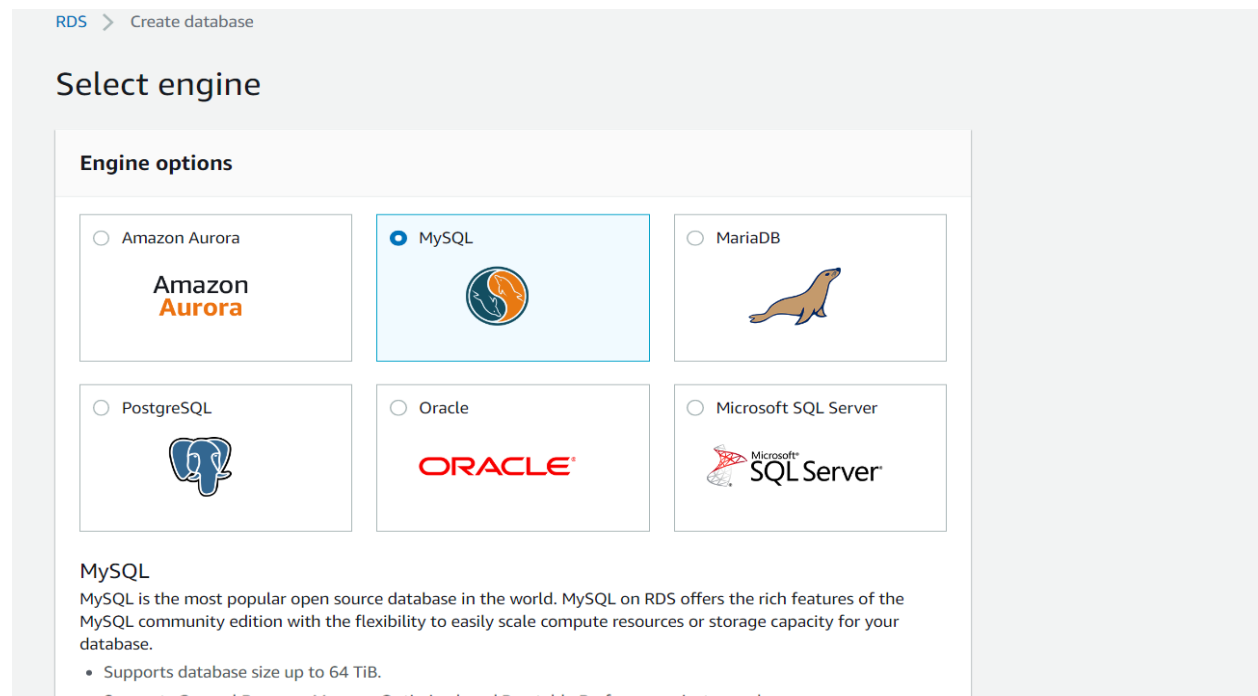 RDS > Create database
Select engine
Engine options
Amazon Aurora
Amazon
Aurora
MySQL
MariaDB
PostgreSQL
Oracle
ORACLE®
Microsoft SQL Server
Microsoft®
SQL Server®
MySQL
MySQL is the most popular open source database in the world. MySQL on RDS offers the rich features of the
MySQL community edition with the flexibility to easily scale compute resources or storage capacity for your
database.
• Supports database size up to 64 TiB.